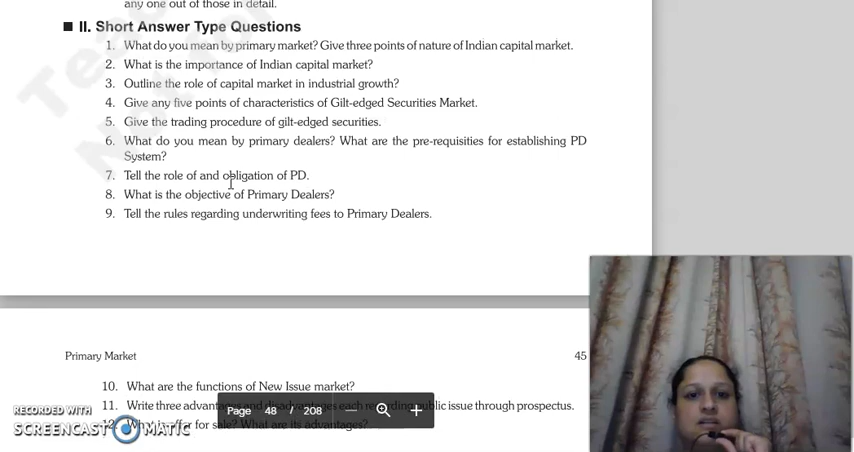 any one out of those in detail.
■ II. Short Answer Type Questions
1. What do you mean by primary market? Give three points of nature of Indian capital market.
2. What is the importance of Indian capital market?
3. Outline the role of capital market in industrial growth?
4. Give any five points of characteristics of Gilt-edged Securities Market.
5. Give the trading procedure of gilt-edged securities.
6. What do you mean by primary dealers? What are the pre-requisities for establishing PD
System?
7. Tell the role of and obligation of PD.
8. What is the objective of Primary Dealers?
9. Tell the rules regarding underwriting fees to Primary Dealers.
Primary Market 45
10. What are the functions of New Issue market?
11. Write three advantages and disadvantages each regarding public issue through prospectus.
12. offer for sale? What are its advantages?
Page 48 / 208
RECORDED WITH
SCREENCAST MATIC